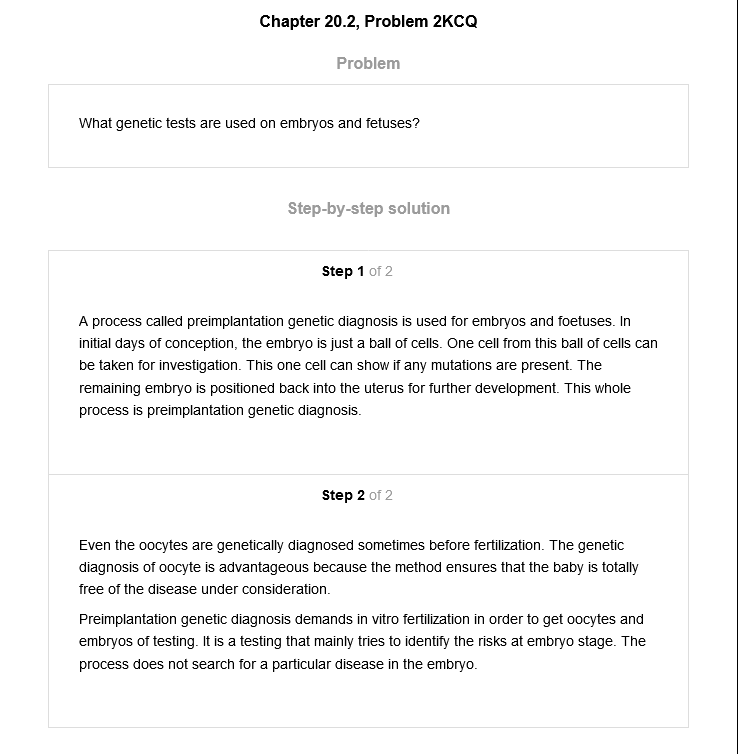 Chapter 20.2, Problem 2KCQ
Problem
What genetic tests are used on embryos and fetuses?
Step-by-step solution
Step 1 of 2
A process called preimplantation genetic diagnosis is used for embryos and foetuses. In
initial days of conception, the embryo is just a ball of cells. One cell from this ball of cells can
be taken for investigation. This one cell can show if any mutations are present. The
remaining embryo is positioned back into the uterus for further development. This whole
process is preimplantation genetic diagnosis.
Step 2 of 2
Even the oocytes are genetically diagnosed sometimes before fertilization. The genetic
diagnosis of oocyte is advantageous because the method ensures that the baby is totally
free of the disease under consideration.
Preimplantation genetic diagnosis demands in vitro fertilization in order to get oocytes and
embryos of testing. It is a testing that mainly tries to identify the risks at embryo stage. The
process does not search for a particular disease in the embryo.